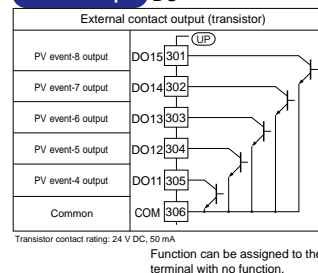 DO
External contact output (transistor)
UP
PV event-8 output DO15 301
PV event-7 output DO14 302
PV event-6 output DO13 303
PV event-5 output DO12 304
PV event-4 output DO11 305
Common COM 306
Transistor contact rating: 24 V DC, 50 mA
Function can be assigned to the
terminal with no function.